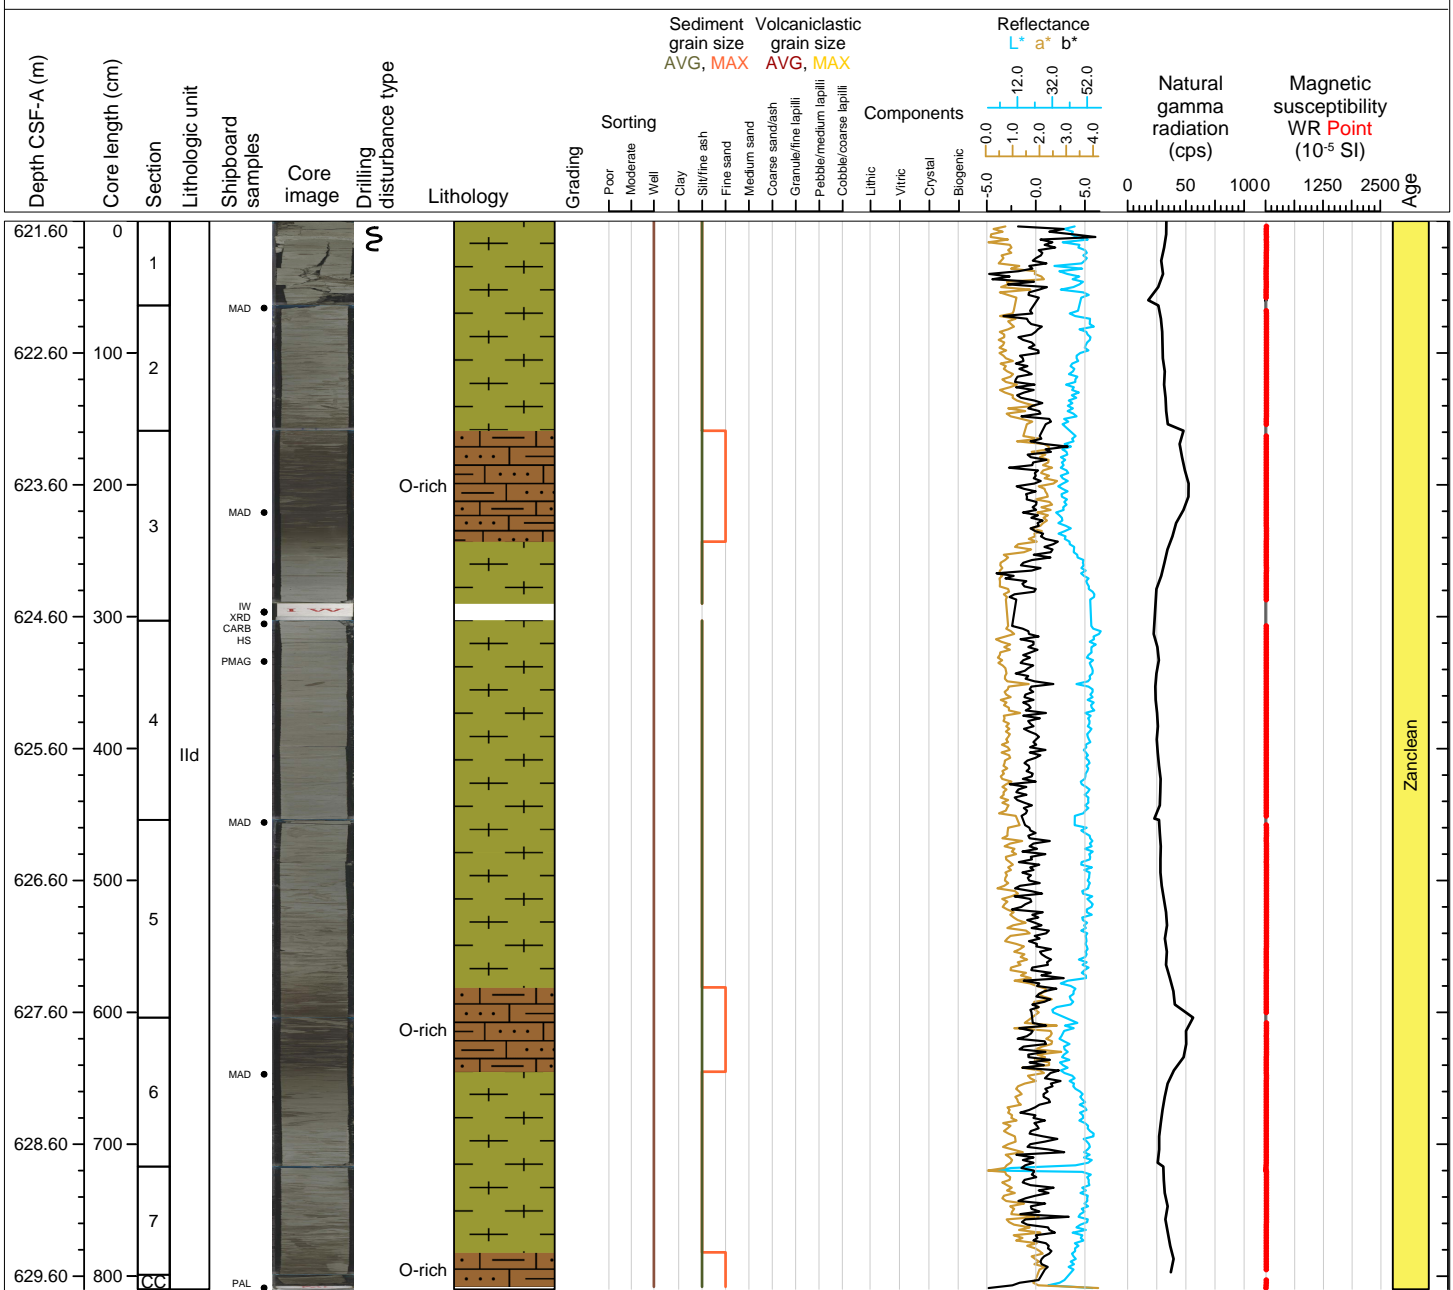 Depth CSF-A (m)
Core length (cm)
Section
Lithologic unit
Shipboard
samples
Core
image
Drilling
disturbance type
Lithology
Grading
Sorting
Poor
Moderate
Well
Sediment
grain size
AVG, MAX
Volcaniclastic
grain size
AVG, MAX
Clay
Silt/fine ash
Fine sand
Medium sand
Coarse sand/ash
Granule/fine lapilli
Pebble/medium lapilli
Cobble/coarse lapilli
Components
Lithic
Vitric
Crystal
Biogenic
Reflectance
L* a* b*
12.0 32.0 52.0
0.0 1.0 2.0 3.0 4.0
-5.0 0.0 5.0
Natural
gamma
radiation
(cps)
0 50 100
Magnetic
susceptibility
WR Point
(10⁻⁵ SI)
0 1250 2500
Age
621.60 0
1
MAD
622.60 100
2
O-rich
623.60 200
MAD
3
IW
624.60 300
XRD
CARB
HS
PMAG
I W
4
625.60 400
IId
Zanclean
MAD
626.60 500
5
627.60 600
O-rich
MAD
6
628.60 700
7
O-rich
629.60 800
CC
PAL